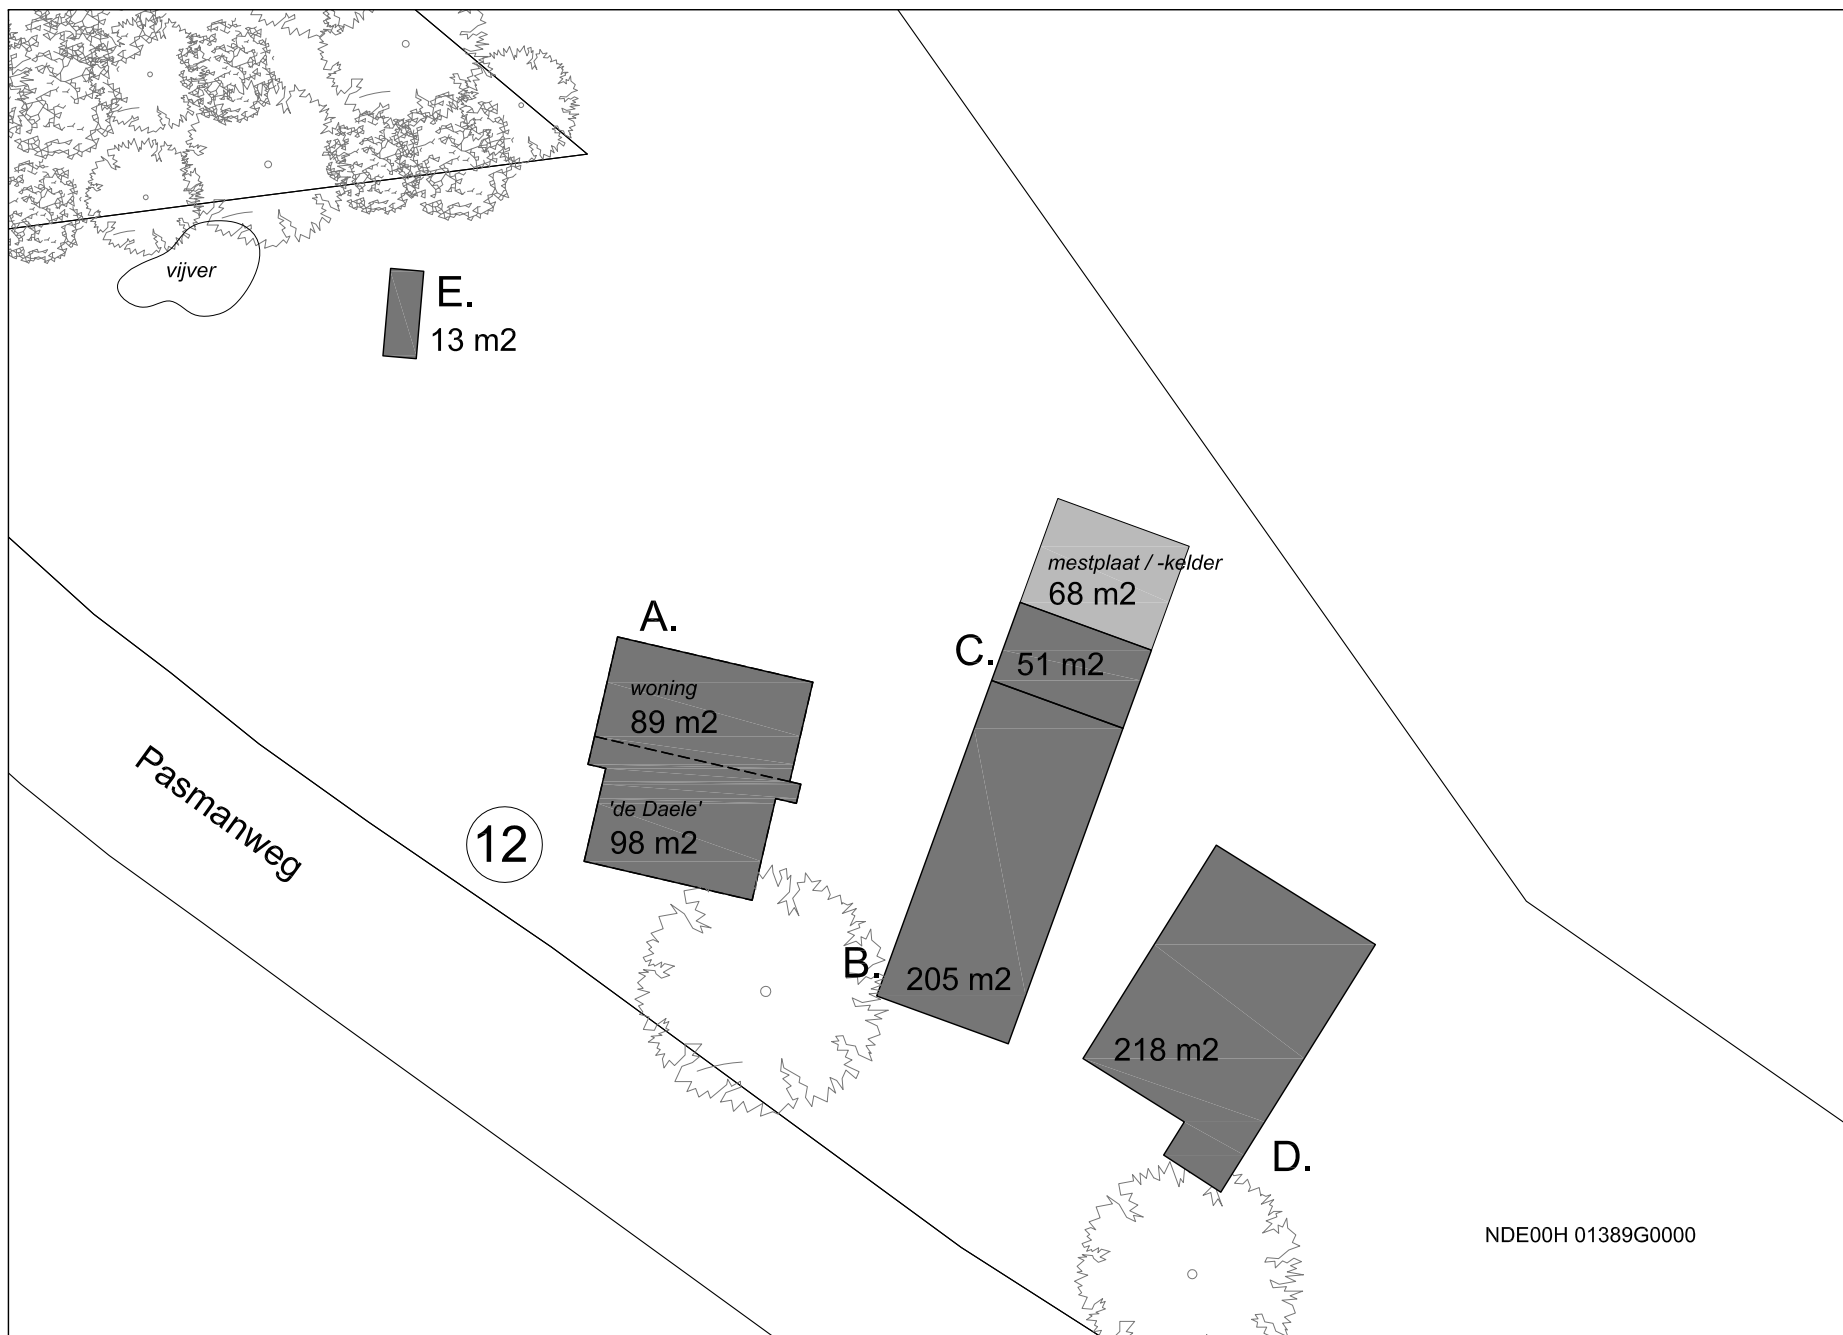 vijver
E.
13 m2
mestplaat / -kelder
68 m2
A.
C.
51 m2
woning
89 m2
Pasmanweg
'de Daele'
98 m2
12
B.
205 m2
218 m2
D.
NDE00H 01389G0000